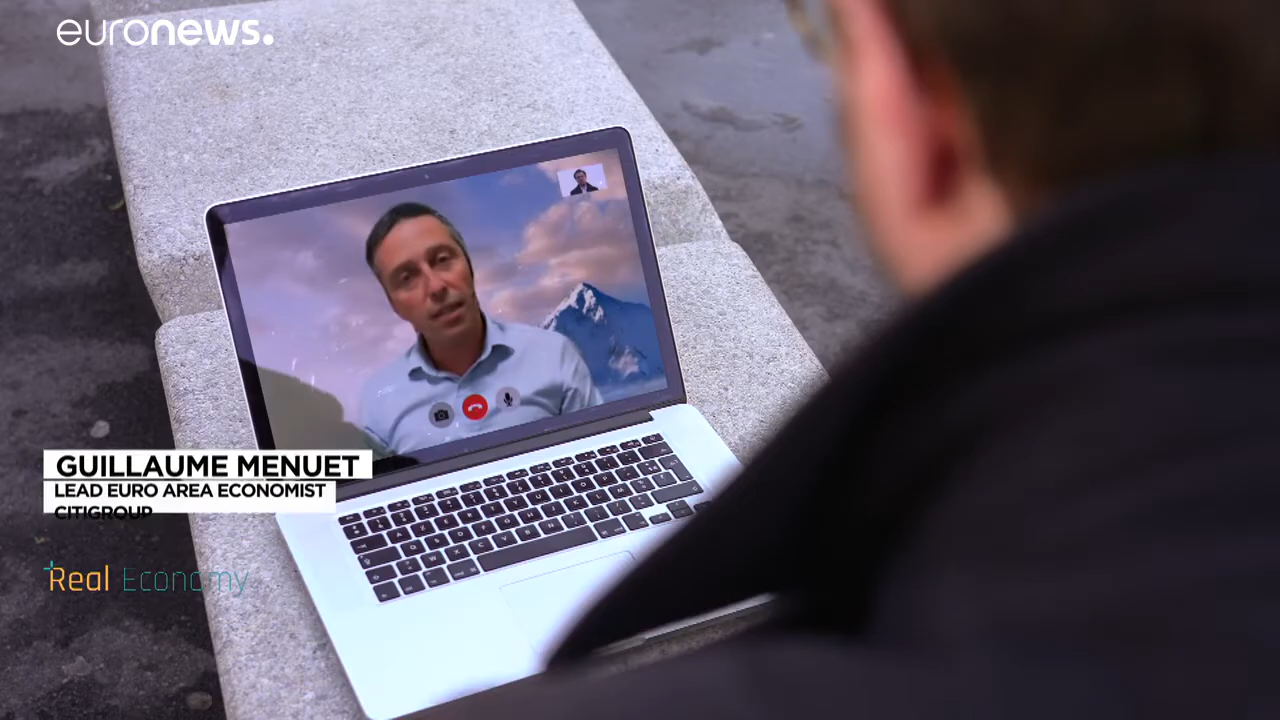 euronews.
GUILLAUME MENUET
LEAD EURO AREA ECONOMIST
CITIGROUP
Real Economy